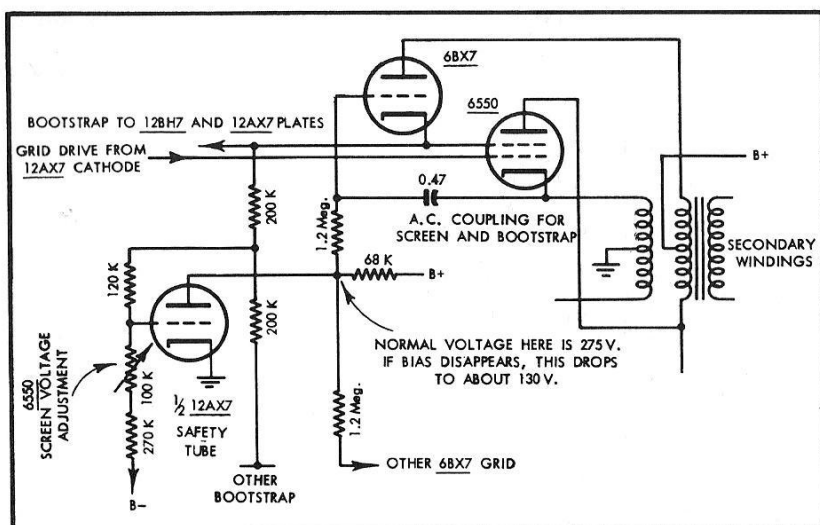 6BX7
6550
BOOTSTRAP TO 12BH7 AND 12AX7 PLATES
GRID DRIVE FROM
12AX7 CATHODE
B+
200 K
0.47
A.C. COUPLING FOR
SCREEN AND BOOTSTRAP
1.2 Meg.
SECONDARY
WINDINGS
120 K
68 K
B+
200 K
NORMAL VOLTAGE HERE IS 275 V.
IF BIAS DISAPPEARS, THIS DROPS
TO ABOUT 130 V.
6550
SCREEN VOLTAGE
ADJUSTMENT
100 K
½ 12AX7
SAFETY
TUBE
270 K
1.2 Meg.
B-
OTHER
BOOTSTRAP
OTHER 6BX7 GRID